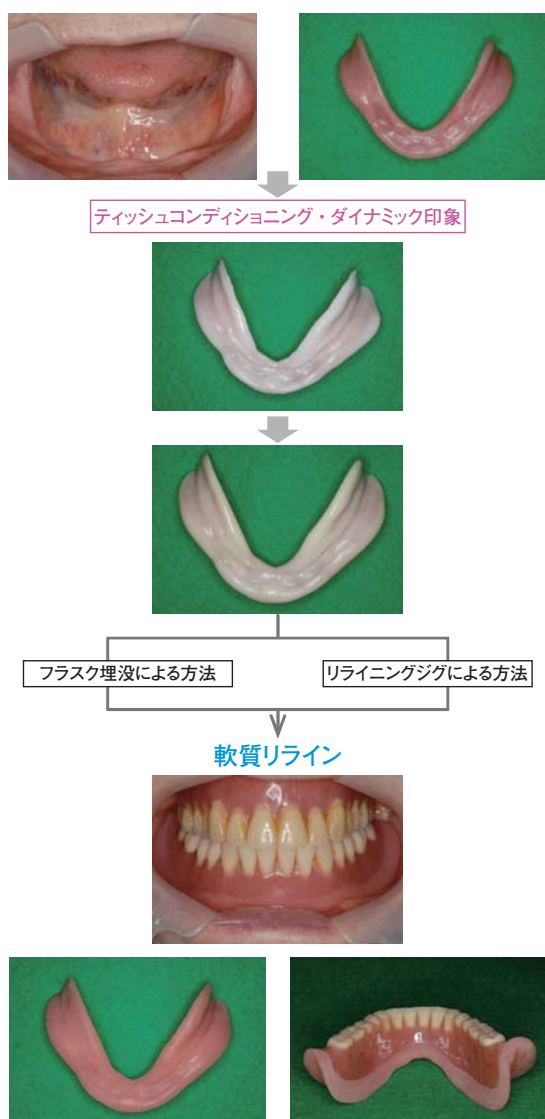 ティッシュコンディショニング・ダイナミック印象
フラスク埋没による方法
リライニングジグによる方法
軟質リライン